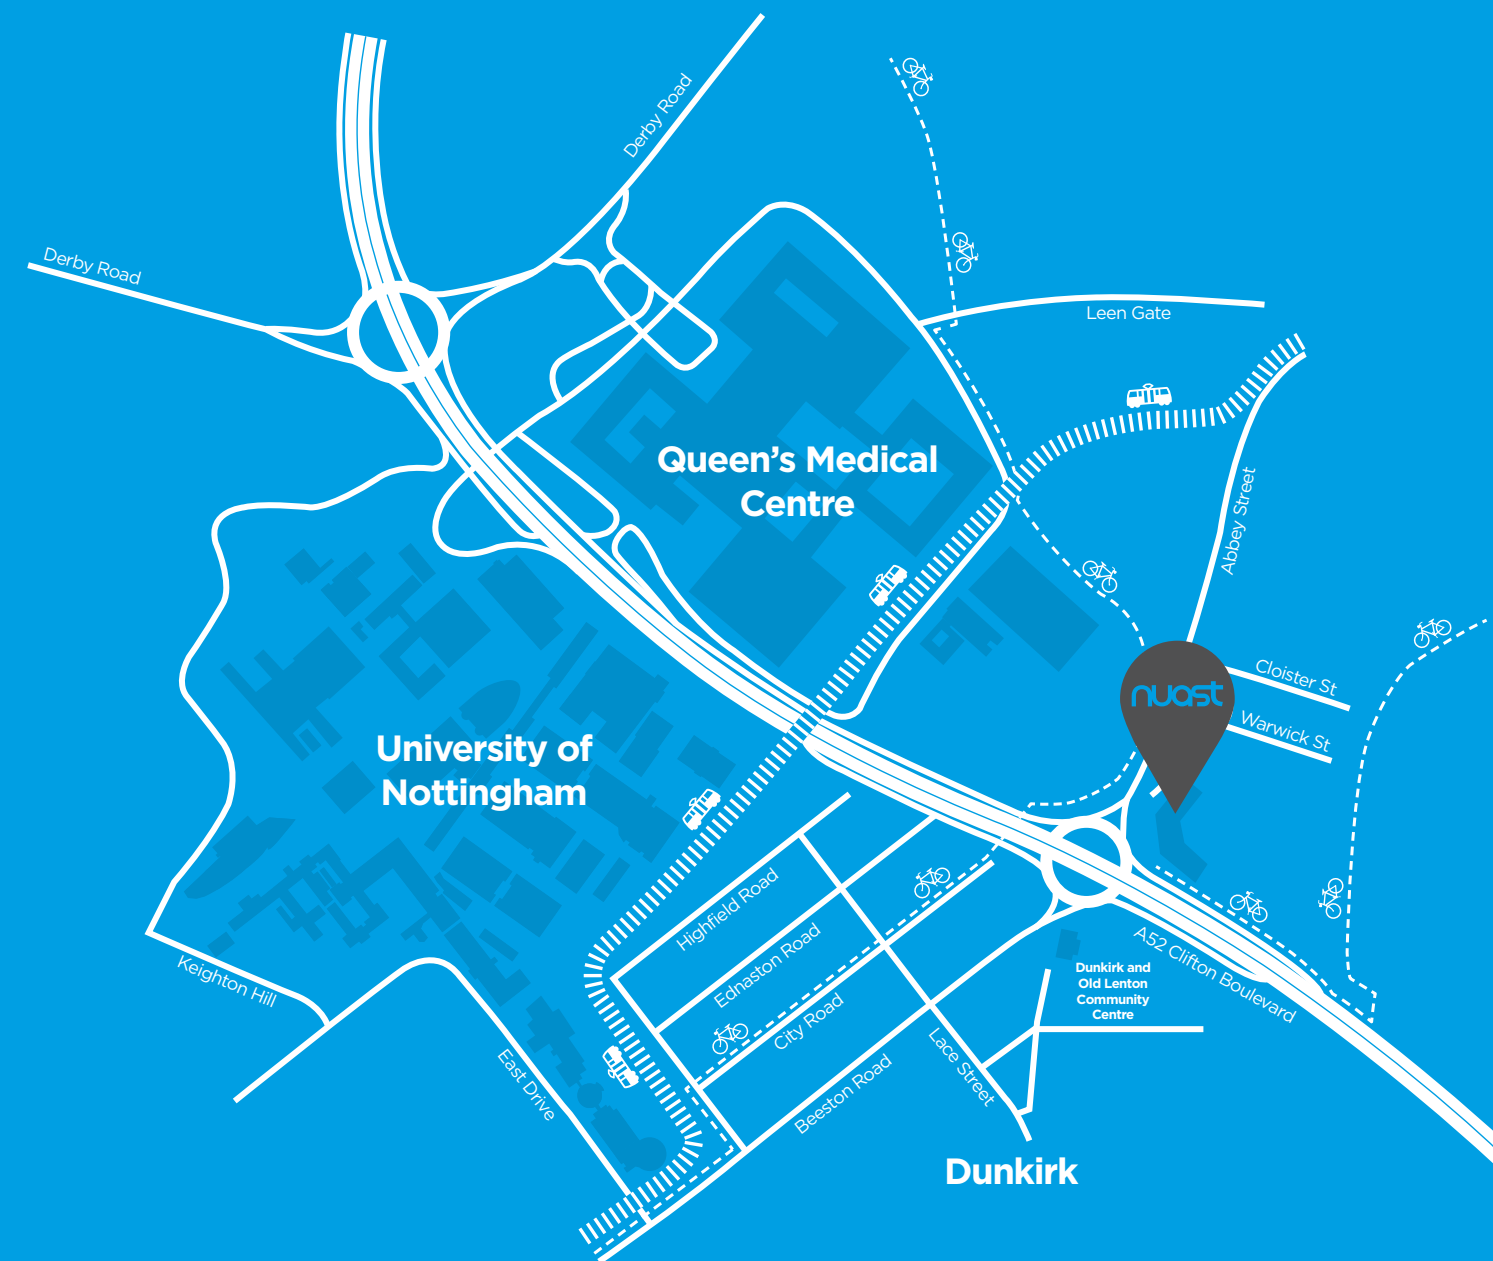 Derby Road
Derby Road
Leen Gate
Queen's Medical
Centre
Abbey Street
Cloister St
nuast
Warwick St
University of
Nottingham
Highfield Road
Ednaston Road
City Road
Beeston Road
Lace Street
A52 Clifton Boulevard
Dunkirk and
Old Lenton
Community
Centre
Keighton Hill
East Drive
Dunkirk